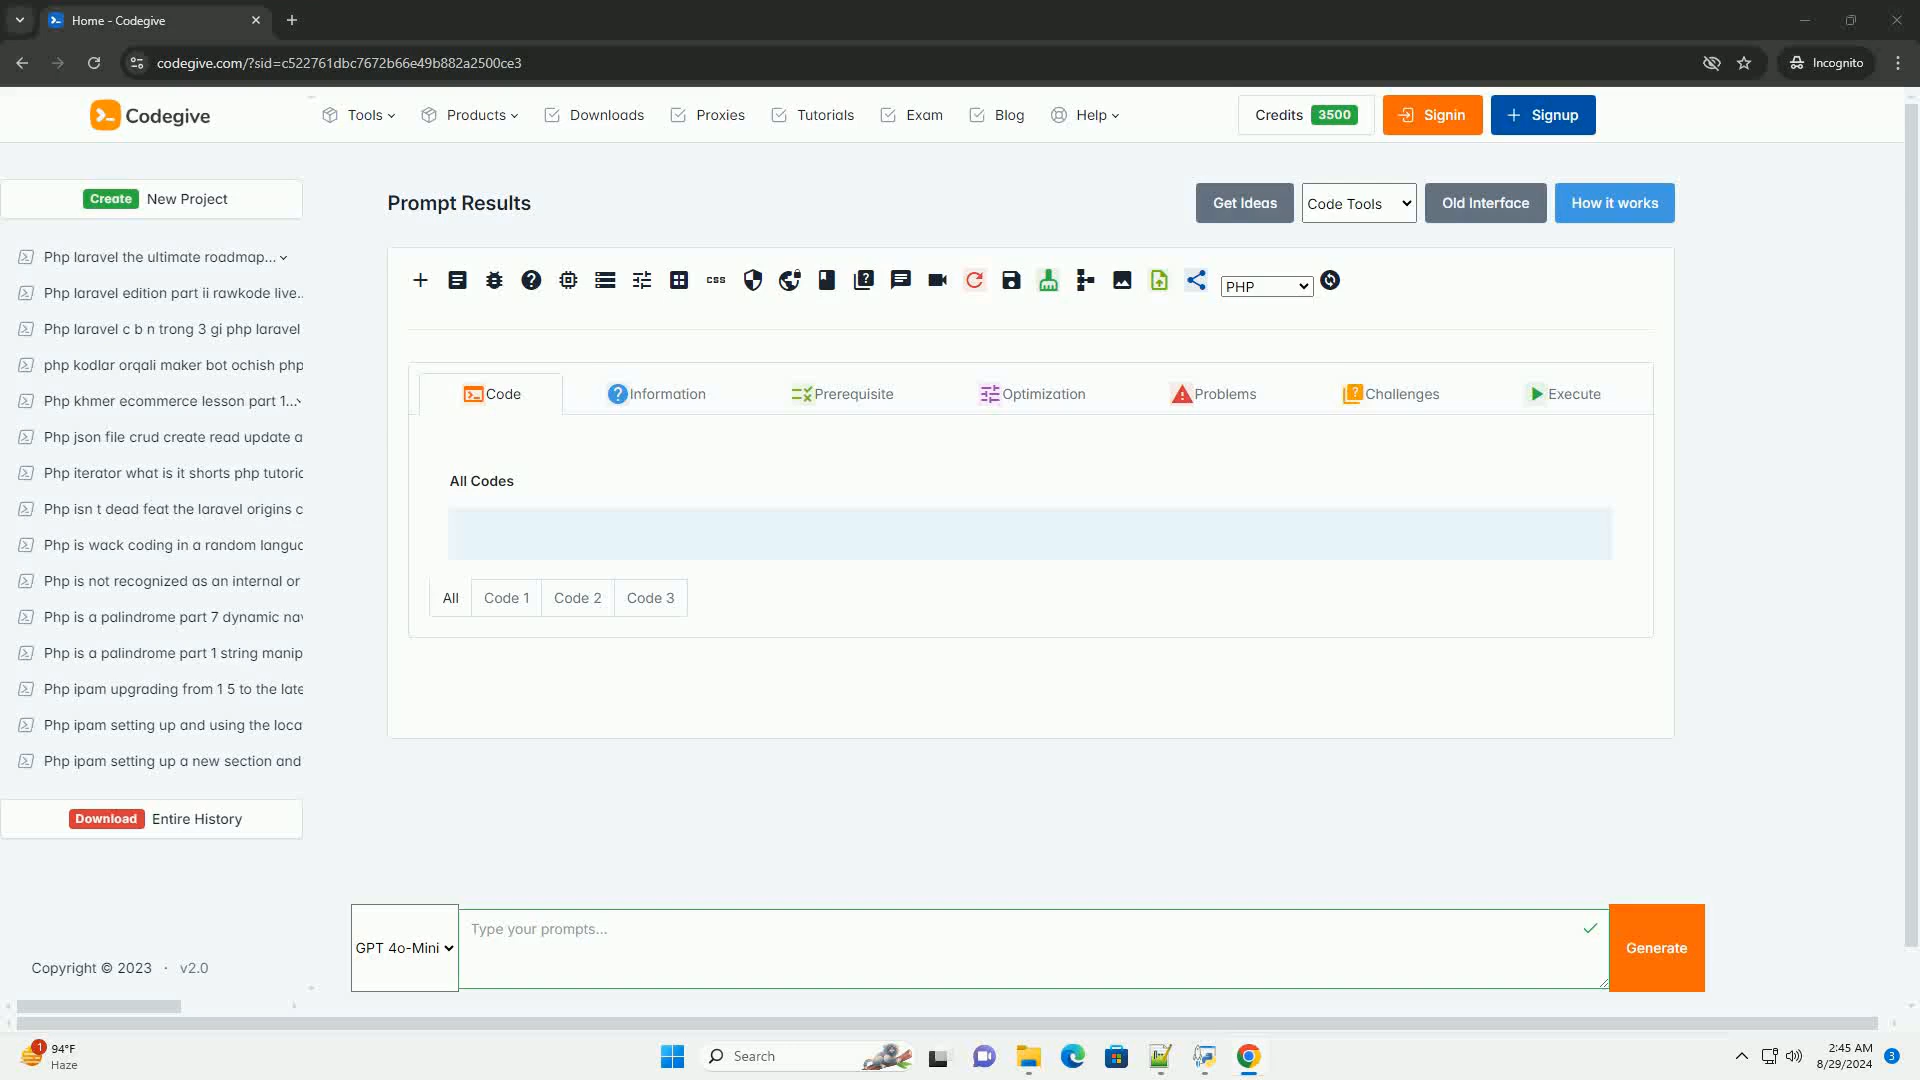 Home - Codegive
codegive.com/?sid=c522761dbc7672b66e49b882a2500ce3
Incognito
Codegive
Tools
Products
Downloads
Proxies
Tutorials
Exam
Blog
Help
Credits 3500
Signin
Signup
Create New Project
Php laravel the ultimate roadmap...
Php laravel edition part ii rawkode live..
Php laravel c b n trong 3 gi php laravel
php kodlar orqali maker bot ochish php
Php khmer ecommerce lesson part 1...
Php json file crud create read update a
Php iterator what is it shorts php
Php isn t dead feat the laravel origins c
Php is wack coding in a random
Php is not recognized as an internal or
Php is a palindrome part 7 dynamic
Php is a palindrome part 1 string manip
Php ipam upgrading from 1 5 to the late
Php ipam setting up and using the loca
Php ipam setting up a new section and
Download Entire History
Copyright © 2023 · v2.0
Prompt Results
Get Ideas
Code Tools
Old Interface
How it works
css
PHP
Code
Information
Prerequisite
Optimization
Problems
Challenges
Execute
All Codes
All
Code 1
Code 2
Code 3
GPT 4o-Mini
Type your prompts...
Generate
1
94°F
Haze
Search
2:45 AM
8/29/2024
3